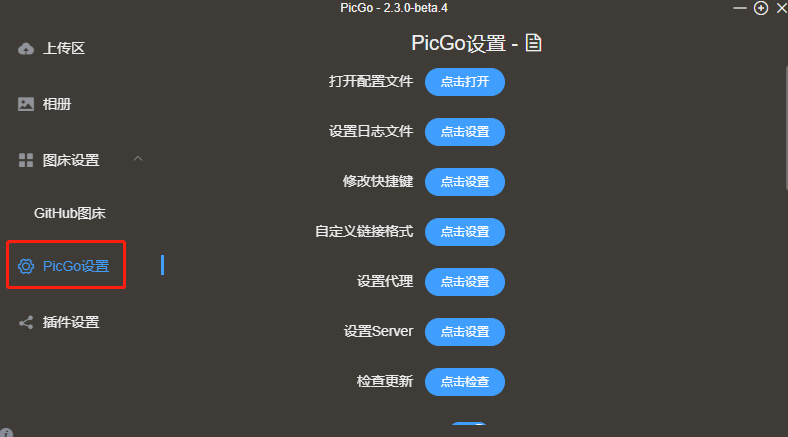 PicGo - 2.3.0-beta.4
上传区
相册
图床设置
GitHub图床
PicGo设置
插件设置
PicGo设置 -
打开配置文件 点击打开
设置日志文件 点击设置
修改快捷键 点击设置
自定义链接格式 点击设置
设置代理 点击设置
设置Server 点击设置
检查更新 点击检查